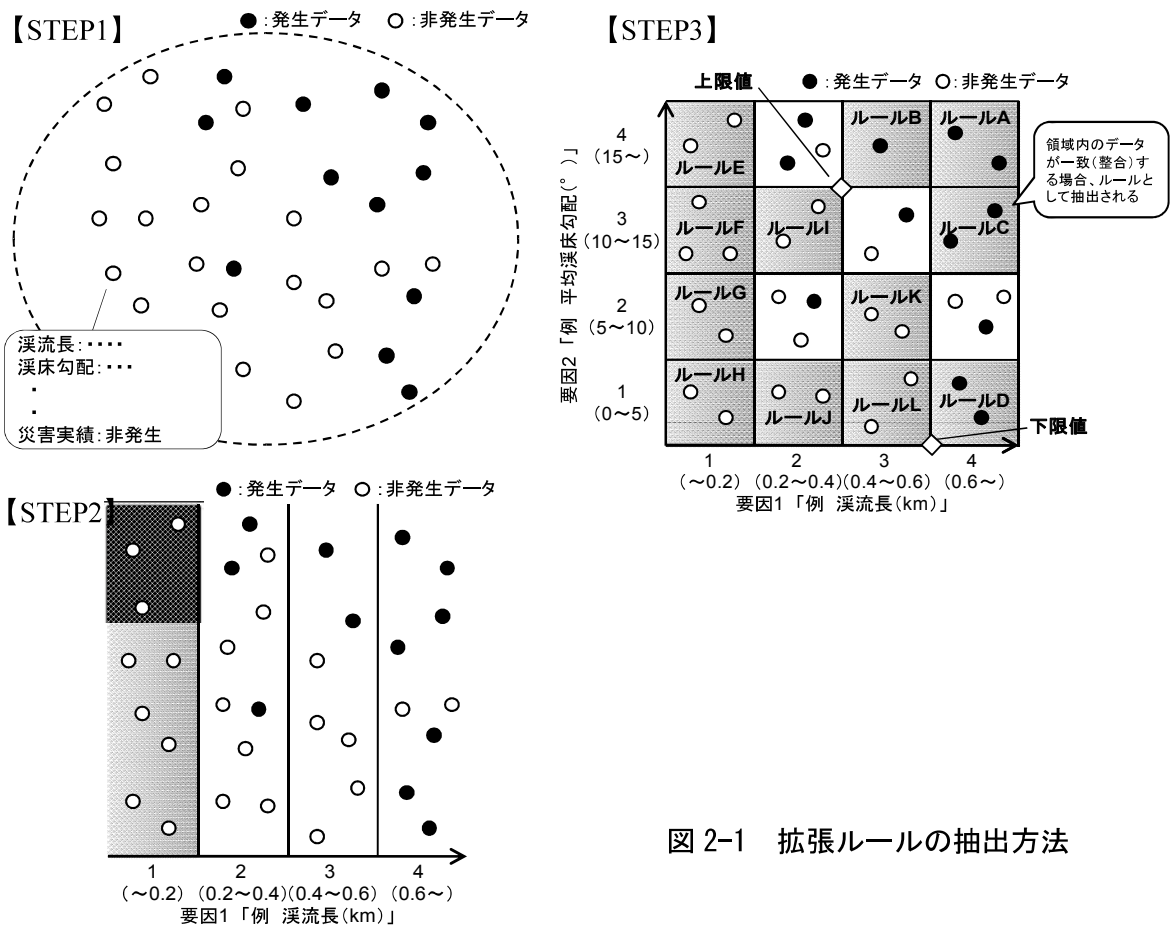 【STEP1】
●：発生データ　○：非発生データ
渓流長：････
渓床勾配：･･･
・
・
災害実績：非発生
【STEP2】
●：発生データ　○：非発生データ
1 2 3 4
（～0.2） (0.2～0.4) (0.4～0.6) (0.6～)
要因1 「例 渓流長(km)」
【STEP3】
上限値
●：発生データ　○：非発生データ
領域内のデータ
が一致(整合)す
る場合、ルールと
して抽出される
要因2 「例 平均渓床勾配(°)」
4
（15～）
3
（10～15）
2
（5～10）
1
（0～5）
ルールE
ルールB
ルールA
ルールF
ルールI
ルールC
ルールG
ルールK
ルールH
ルールJ
ルールL
ルールD
下限値
1 2 3 4
（～0.2） (0.2～0.4) (0.4～0.6) (0.6～)
要因1 「例 渓流長(km)」
図 2-1　拡張ルールの抽出方法